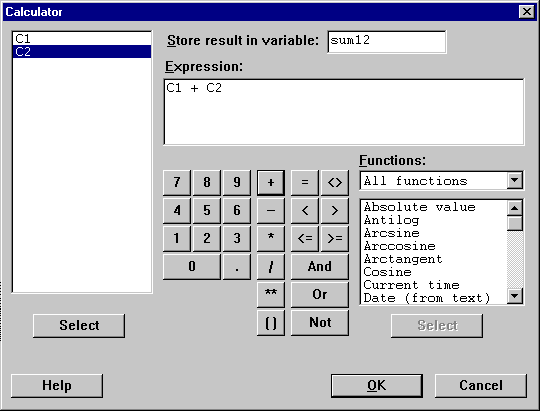 Calculator
C1
C2
Store result in variable: sum12
Expression:
C1 + C2
Functions:
All functions
7 8 9 + = <>
4 5 6 − < >
1 2 3 * <= >=
0 . / And
** Or
() Not
Absolute value
Antilog
Arcsine
Arccosine
Arctangent
Cosine
Current time
Date (from text)
Select
Select
Help
OK
Cancel